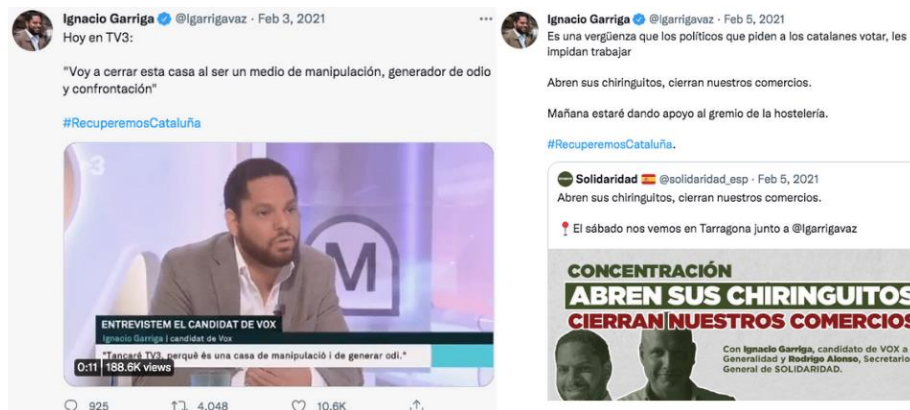 Ignacio Garriga @Igarrigavaz · Feb 3, 2021
Hoy en TV3:
"Voy a cerrar esta casa al ser un medio de manipulación, generador de odio
y confrontación"
#RecuperemosCataluña
3
M
ENTREVISTEM EL CANDIDAT DE VOX
Ignacio Garriga | candidat de Vox
"Tancaré TV3, perquè és una casa de manipulació i de generar odi."
0:11 188.6K views
925 4,048 10.6K
Ignacio Garriga @Igarrigavaz · Feb 5, 2021
Es una vergüenza que los políticos que piden a los catalanes votar, les
impidan trabajar
Abren sus chiringuitos, cierran nuestros comercios.
Mañana estaré dando apoyo al gremio de la hostelería.
#RecuperemosCataluña.
Solidaridad @solidaridad_esp · Feb 5, 2021
Abren sus chiringuitos, cierran nuestros comercios.
El sábado nos vemos en Tarragona junto a @Igarrigavaz
CONCENTRACIÓN
ABREN SUS CHIRINGUITOS
CIERRAN NUESTROS COMERCIOS
Con Ignacio Garriga, candidato de VOX a
Generalidad y Rodrigo Alonso, Secretario
General de SOLIDARIDAD.